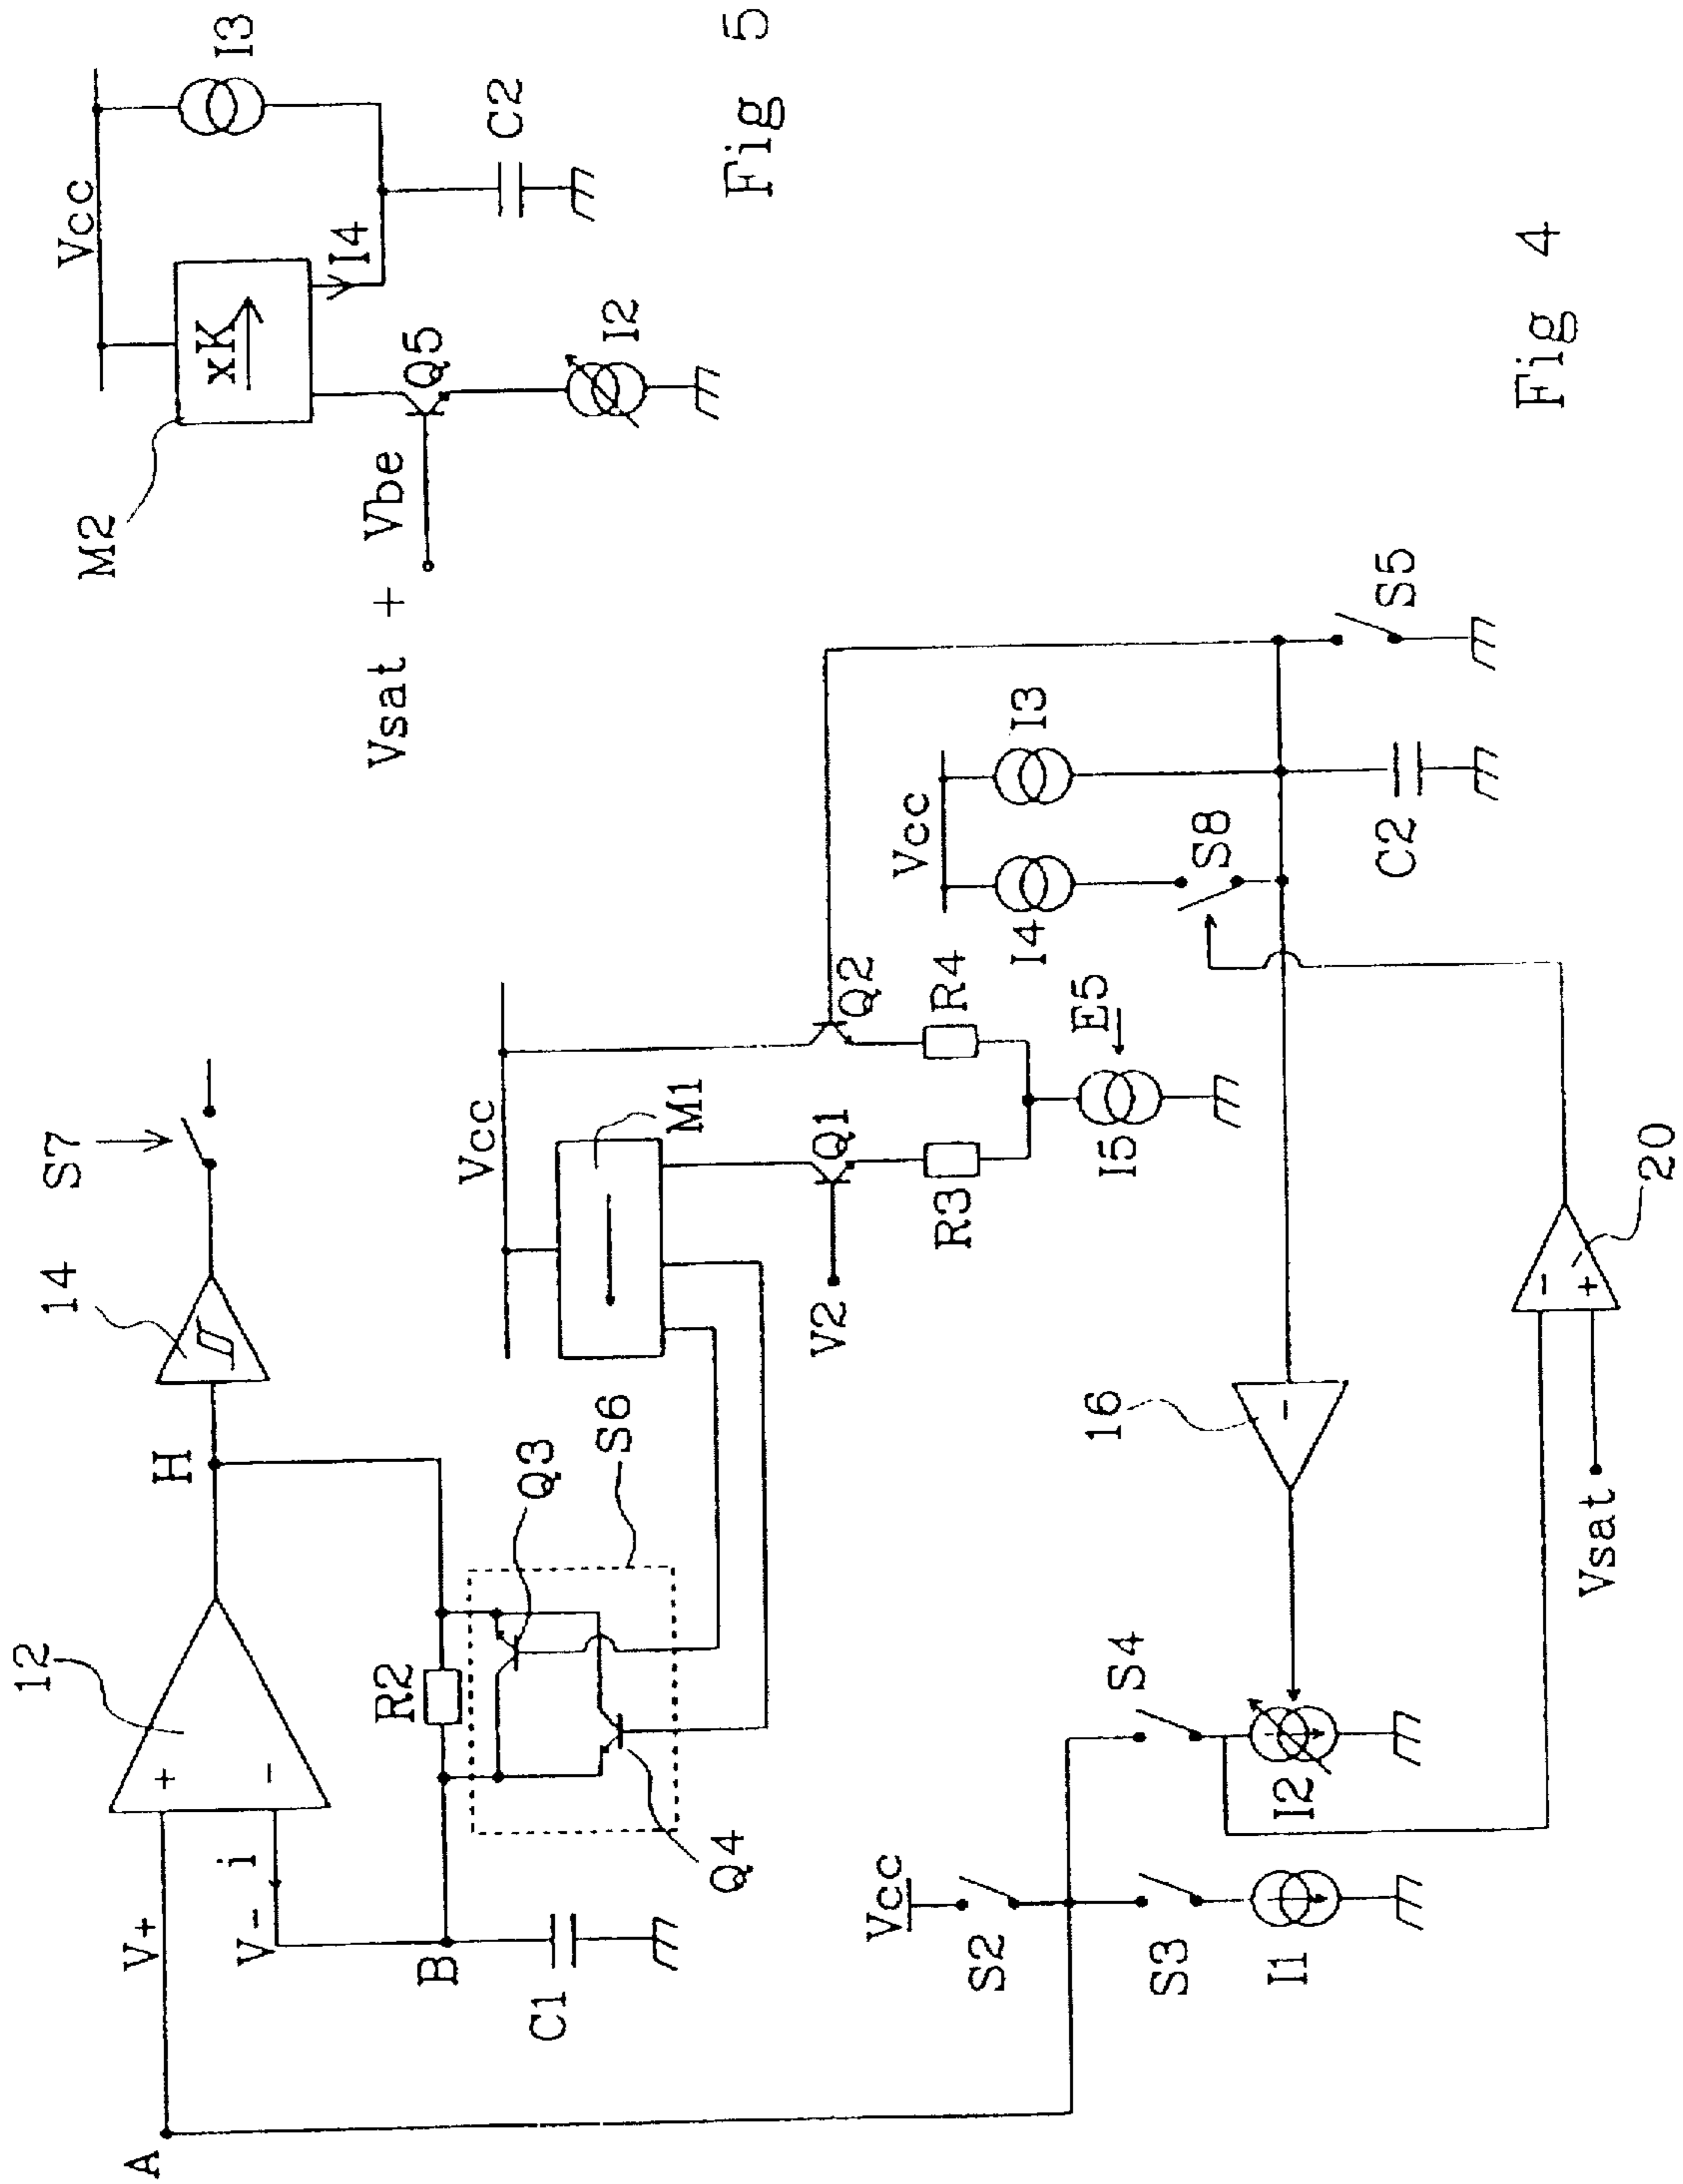 A
V+
V-
i
+
-
12
H
14
S7
B
C1
R2
Q3
Q4
S6
Vcc
M1
V2
Q1
Q2
R3
R4
I5
E5
Vcc
S2
S3
I1
S4
I2
16
-
Vcc
I4
I3
S8
C2
S5
Vsat
-
+
20
Fig 4
M2
Vcc
xK
I4
I3
C2
Vsat + Vbe
Q5
I2
Fig 5